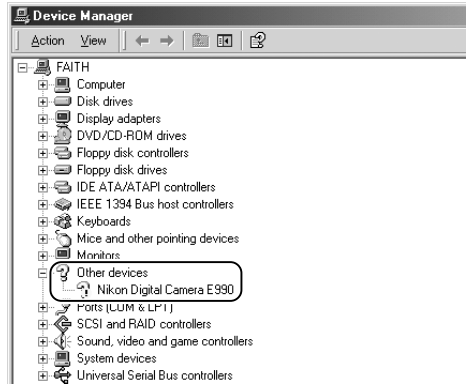 Device Manager
Action View
FAITH
Computer
Disk drives
Display adapters
DVD/CD-ROM drives
Floppy disk controllers
Floppy disk drives
IDE ATA/ATAPI controllers
IEEE 1394 Bus host controllers
Keyboards
Mice and other pointing devices
Monitors
Other devices
Nikon Digital Camera E990
Ports (COM & LPT)
SCSI and RAID controllers
Sound, video and game controllers
System devices
Universal Serial Bus controllers